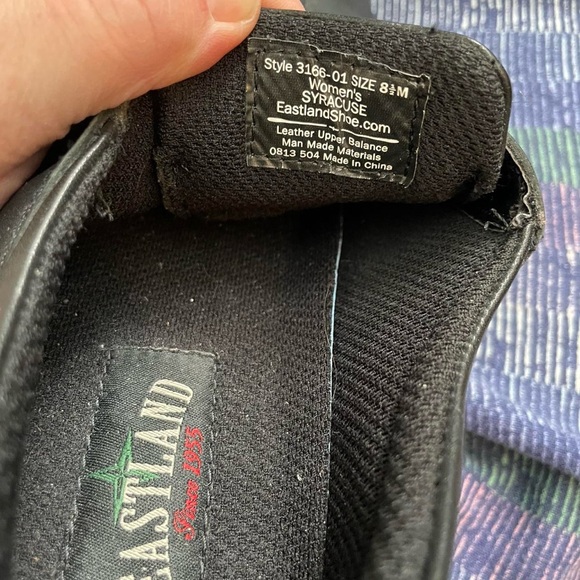 Style 3166-01 SIZE 8½M
Women's
SYRACUSE
EastlandShoe.com
Leather Upper Balance
Man Made Materials
0813 504 Made in China
EASTLAND
Since 1955